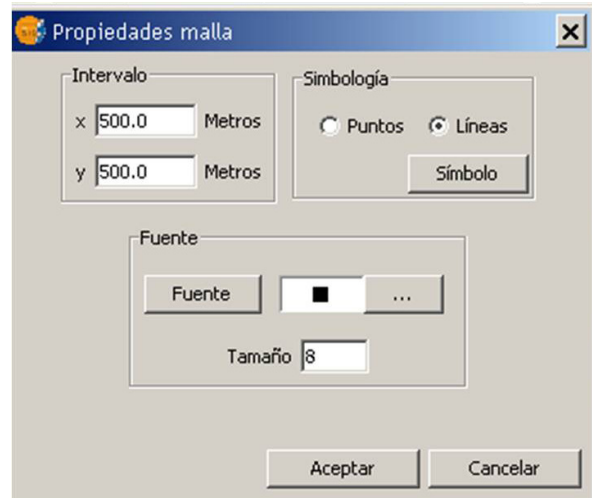 Propiedades malla
Intervalo
x 500.0 Metros
y 500.0 Metros
Simbología
Puntos Líneas
Símbolo
Fuente
Fuente ...
Tamaño 8
Aceptar Cancelar